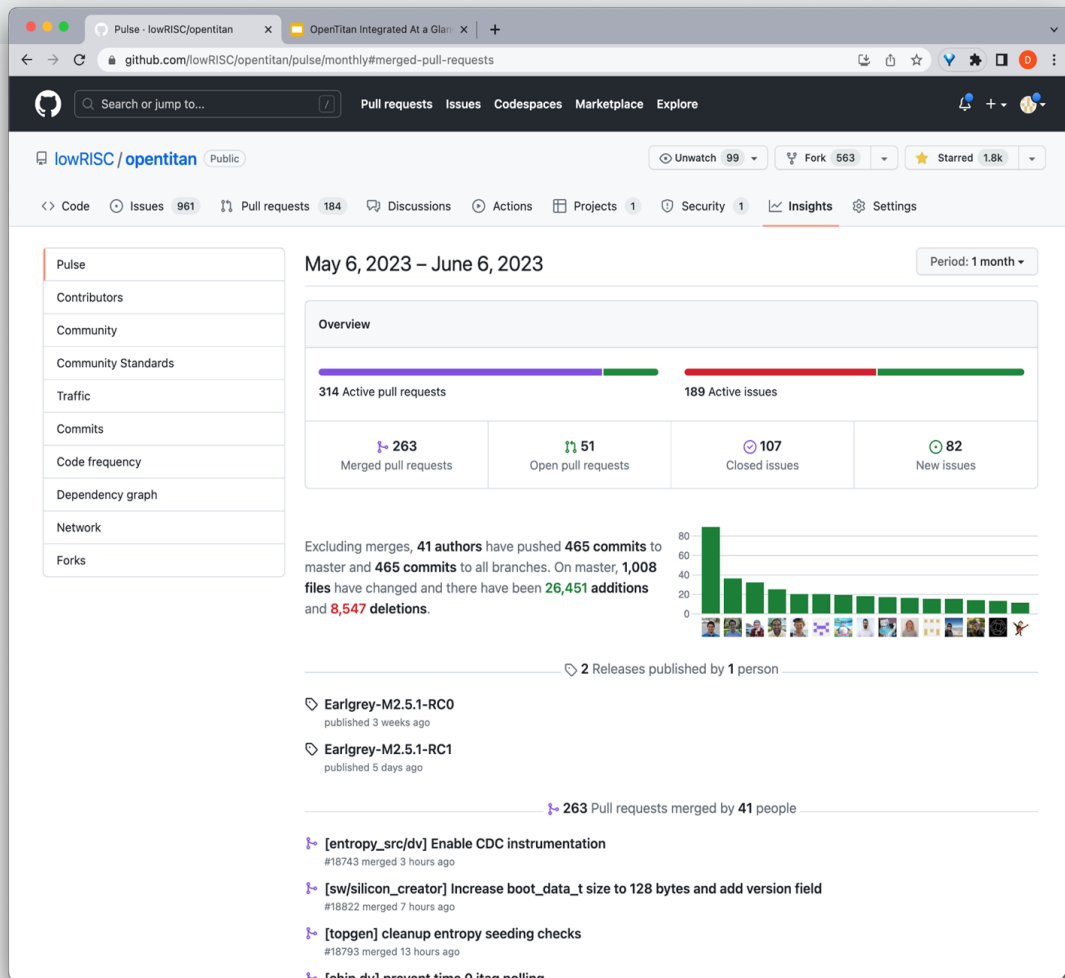 Pulse · lowRISC/opentitan
OpenTitan Integrated At a Glan
github.com/lowRISC/opentitan/pulse/monthly#merged-pull-requests
D
Search or jump to... /
Pull requests Issues Codespaces Marketplace Explore
lowRISC / opentitan Public
Unwatch 99
Fork 563
Starred 1.8k
Code
Issues 961
Pull requests 184
Discussions
Actions
Projects 1
Security 1
Insights
Settings
Pulse
Contributors
Community
Community Standards
Traffic
Commits
Code frequency
Dependency graph
Network
Forks
May 6, 2023 – June 6, 2023
Period: 1 month
Overview
314 Active pull requests
189 Active issues
263
Merged pull requests
51
Open pull requests
107
Closed issues
82
New issues
Excluding merges, 41 authors have pushed 465 commits to
master and 465 commits to all branches. On master, 1,008
files have changed and there have been 26,451 additions
and 8,547 deletions.
80
60
40
20
0
2 Releases published by 1 person
Earlgrey-M2.5.1-RC0
published 3 weeks ago
Earlgrey-M2.5.1-RC1
published 5 days ago
263 Pull requests merged by 41 people
[entropy_src/dv] Enable CDC instrumentation
#18743 merged 3 hours ago
[sw/silicon_creator] Increase boot_data_t size to 128 bytes and add version field
#18822 merged 7 hours ago
[topgen] cleanup entropy seeding checks
#18793 merged 13 hours ago
[chip dv] prevent time 0 jtag polling